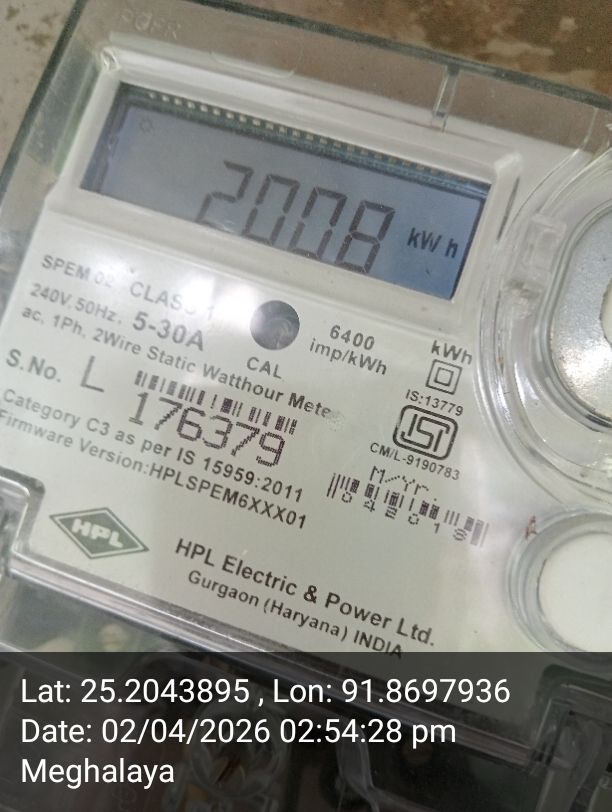 2008 kWh
SPEM 02 CLASS 1
240V, 50Hz. 5-30A
CAL
6400
imp/kWh
kWh
ac. 1Ph, 2Wire Static Watthour Meter
IS:13779
ISI
CM/L-9190783
S.No. L 176379
Category C3 as per IS 15959:2011
Firmware Version:HPLSPEM6XXX01
M/Yr.
HPL
HPL Electric & Power Ltd.
Gurgaon (Haryana) INDIA
Lat: 25.2043895 , Lon: 91.8697936
Date: 02/04/2026 02:54:28 pm
Meghalaya